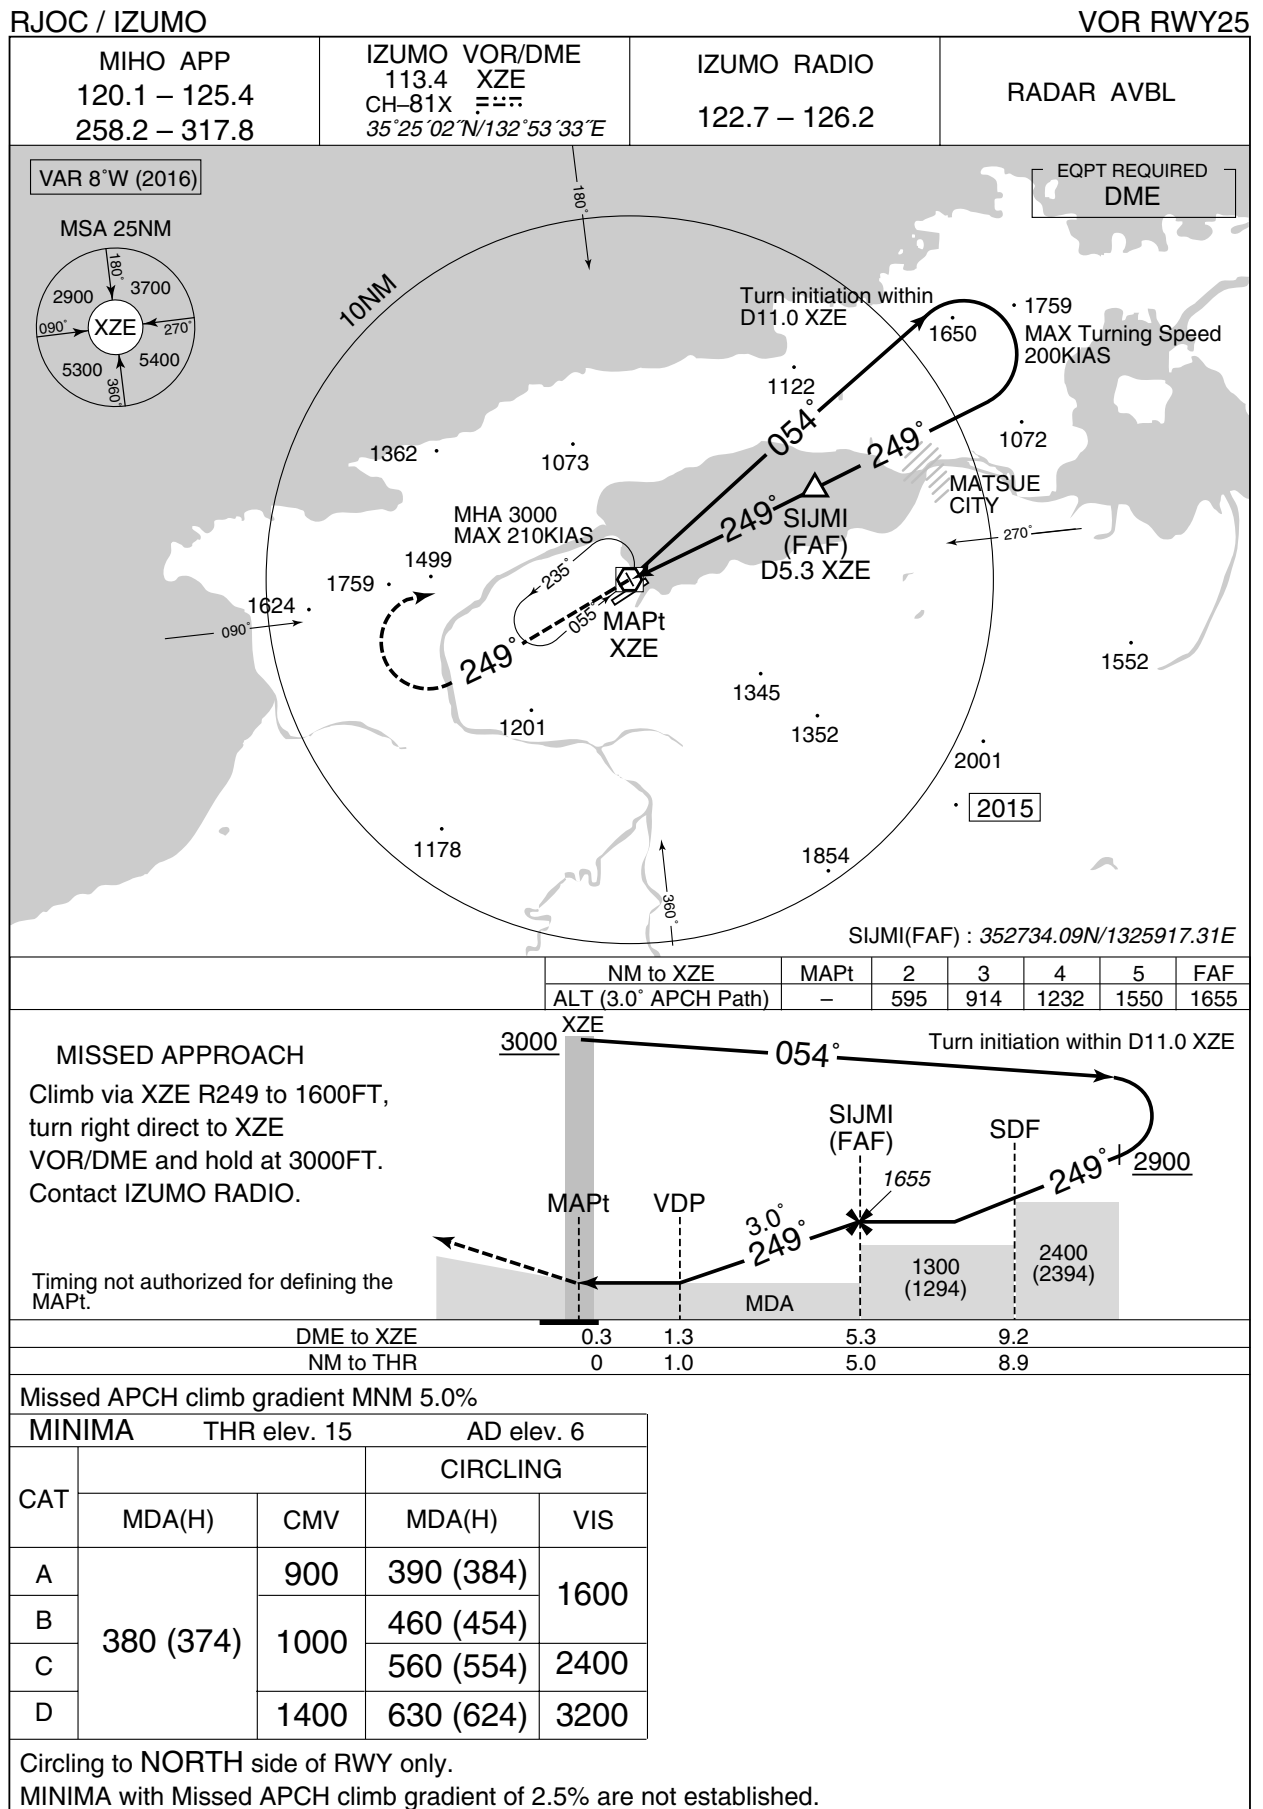 RJOC / IZUMO
VOR RWY25
MIHO APP
120.1 – 125.4
258.2 – 317.8
IZUMO VOR/DME
113.4 XZE
CH–81X
35°25´02˝N/132°53´33˝E
IZUMO RADIO
122.7 – 126.2
RADAR AVBL
VAR 8°W (2016)
EQPT REQUIRED
DME
MSA 25NM
180°
2900
3700
090°
XZE
270°
5300
5400
360°
180°
10NM
Turn initiation within
D11.0 XZE
1650
1759
MAX Turning Speed
200KIAS
1122
054°
249°
1072
1362
1073
MATSUE
CITY
249°
SIJMI
(FAF)
D5.3 XZE
270°
MHA 3000
MAX 210KIAS
1499
235°
1759
1624
055°
090°
MAPt
XZE
249°
1552
1345
1201
1352
2001
2015
1178
1854
360°
SIJMI(FAF) : 352734.09N/1325917.31E
NM to XZE MAPt 2 3 4 5 FAF
ALT (3.0° APCH Path) – 595 914 1232 1550 1655
MISSED APPROACH
Climb via XZE R249 to 1600FT,
turn right direct to XZE
VOR/DME and hold at 3000FT.
Contact IZUMO RADIO.
Timing not authorized for defining the
MAPt.
XZE
3000
054°
Turn initiation within D11.0 XZE
SIJMI
(FAF)
SDF
249°
2900
1655
MAPt
VDP
3.0°
249°
1300
(1294)
2400
(2394)
MDA
DME to XZE 0.3 1.3 5.3 9.2
NM to THR 0 1.0 5.0 8.9
Missed APCH climb gradient MNM 5.0%
MINIMA THR elev. 15 AD elev. 6
CAT
CIRCLING
MDA(H) CMV MDA(H) VIS
A 900 390 (384)
1600
B 460 (454)
380 (374) 1000
C 560 (554) 2400
D 1400 630 (624) 3200
Circling to NORTH side of RWY only.
MINIMA with Missed APCH climb gradient of 2.5% are not established.